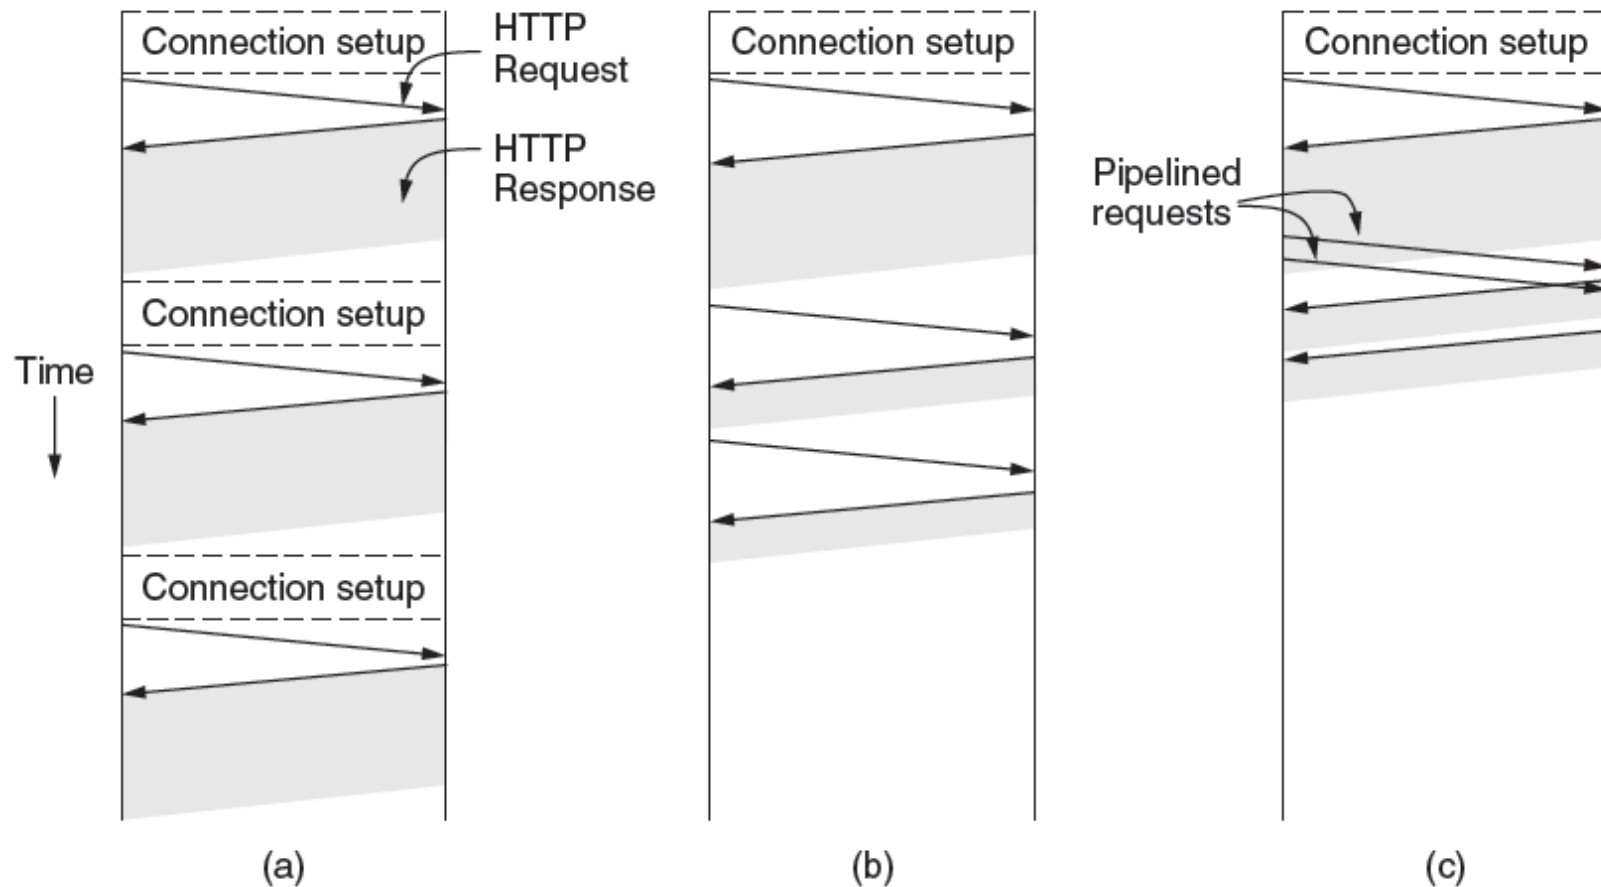 Connection setup
HTTP
Request
HTTP
Response
Connection setup
Time
Connection setup
(a)
Connection setup
(b)
Connection setup
Pipelined
requests
(c)